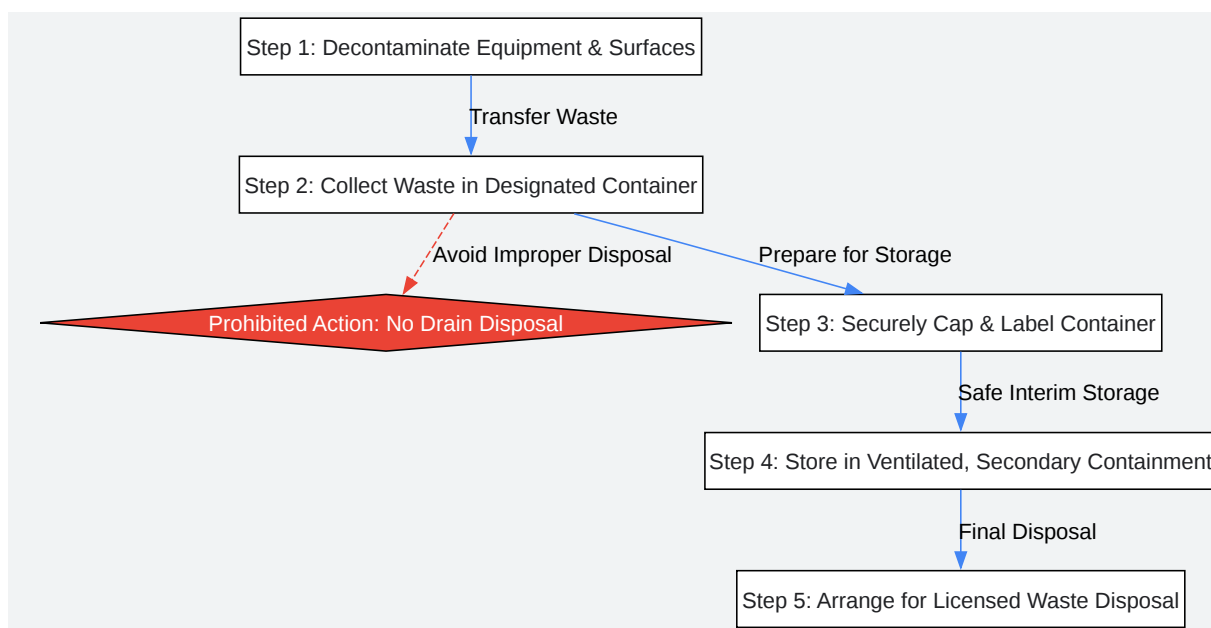 Step 1: Decontaminate Equipment & Surfaces
Transfer Waste
Step 2: Collect Waste in Designated Container
Avoid Improper Disposal
Prepare for Storage
Prohibited Action: No Drain Disposal
Step 3: Securely Cap & Label Container
Safe Interim Storage
Step 4: Store in Ventilated, Secondary Containment
Final Disposal
Step 5: Arrange for Licensed Waste Disposal